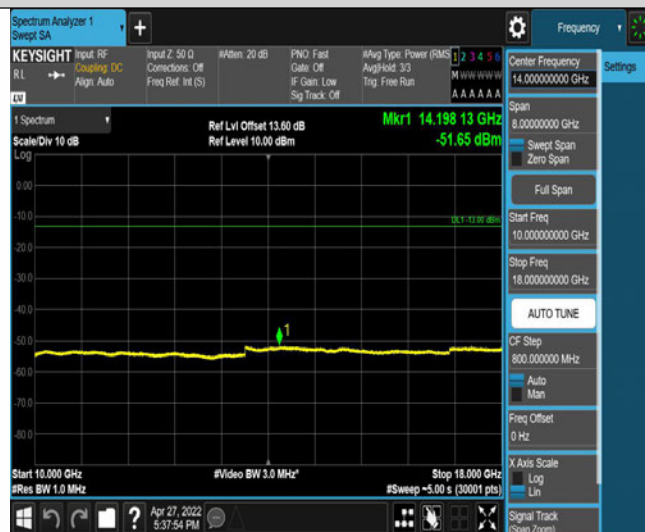 Spectrum Analyzer 1
Swept SA
Frequency
Settings
KEYSIGHT
RL
Input: RF
Coupling: DC
Align: Auto
Input Z: 50 Ω
Corrections: Off
Freq Ref: Int (S)
#Atten: 20 dB
PNO: Fast
Gate: Off
IF Gain: Low
Sig Track: Off
#Avg Type: Power (RMS
Avg|Hold: 3/3
Trig: Free Run
1 2 3 4 5 6
M W W W W W
A A A A A A
LXI
1 Spectrum
Scale/Div 10 dB
Ref Lvl Offset 13.60 dB
Ref Level 10.00 dBm
Mkr1 14.198 13 GHz
-51.65 dBm
Log
0.00
-10.0
-20.0
-30.0
-40.0
-50.0
-60.0
-70.0
-80.0
DL1 -13.00 dBm
1
Start 10.000 GHz
#Res BW 1.0 MHz
#Video BW 3.0 MHz*
Stop 18.000 GHz
#Sweep ~5.00 s (30001 pts)
Center Frequency
14.000000000 GHz
Span
8.00000000 GHz
Swept Span
Zero Span
Full Span
Start Freq
10.000000000 GHz
Stop Freq
18.000000000 GHz
AUTO TUNE
CF Step
800.000000 MHz
Auto
Man
Freq Offset
0 Hz
X Axis Scale
Log
Lin
Signal Track
(Span Zoom)
?
Apr 27, 2022
5:37:54 PM